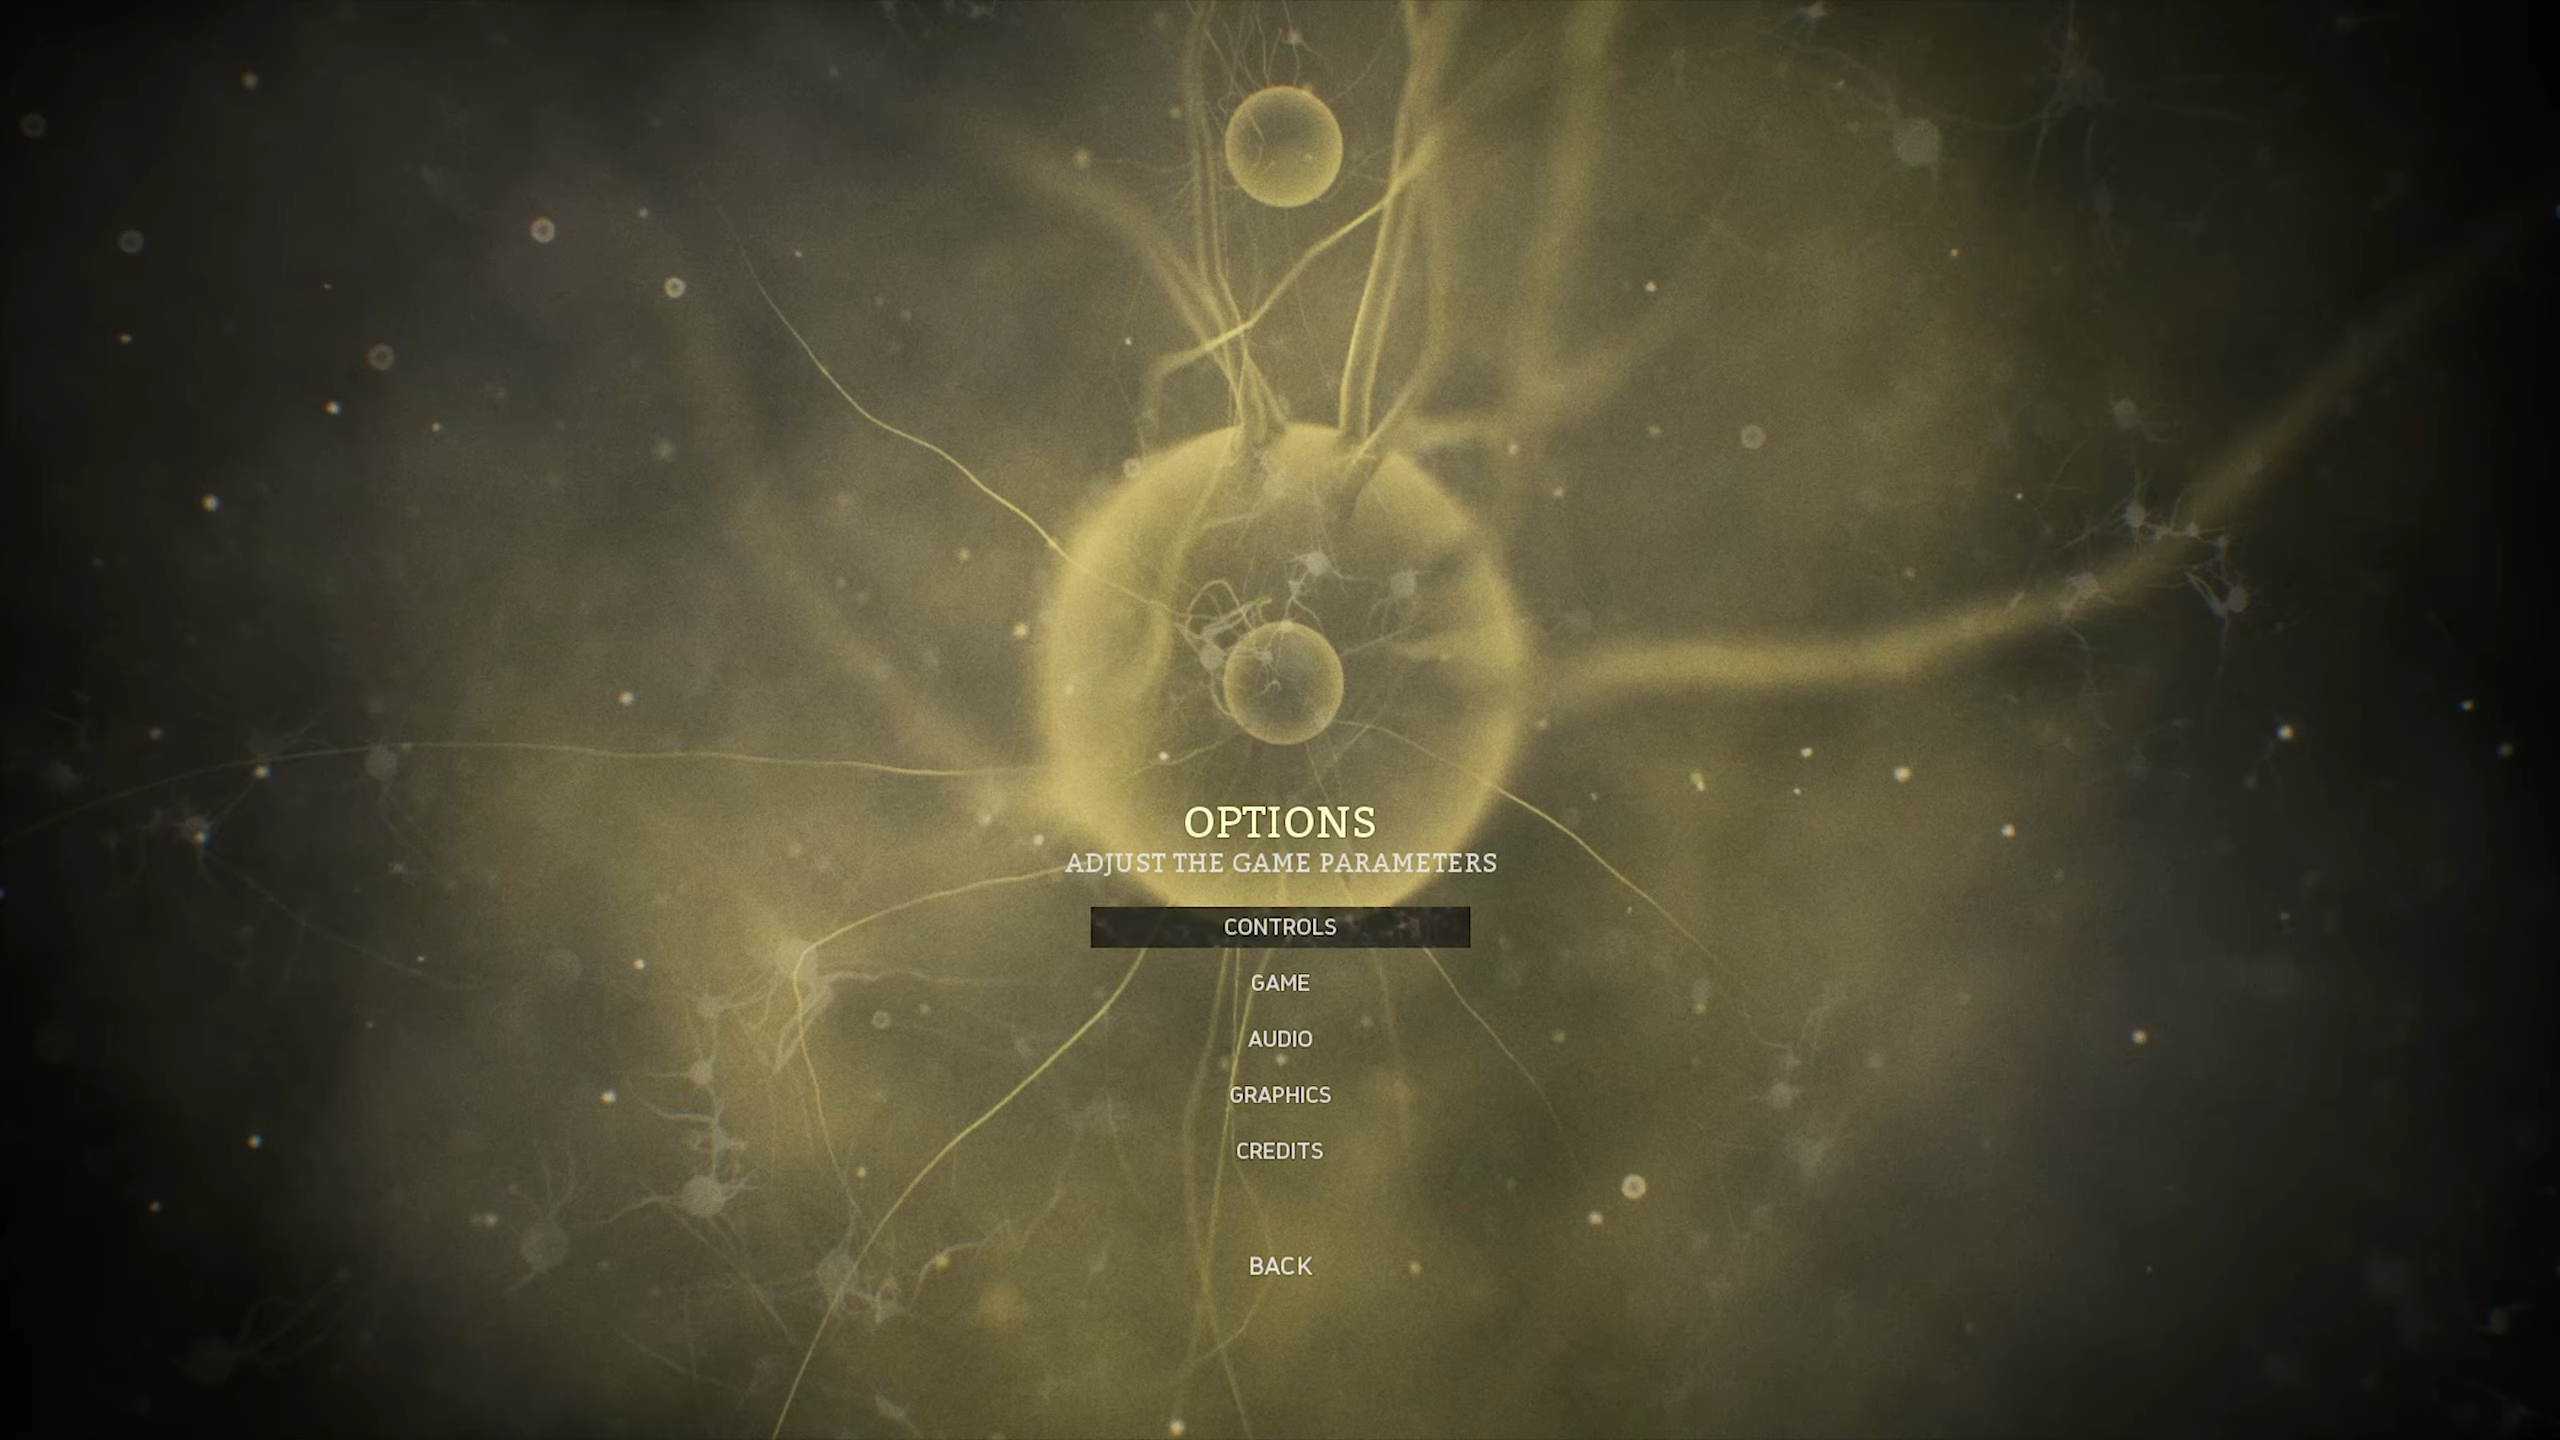 OPTIONS
ADJUST THE GAME PARAMETERS
CONTROLS
GAME
AUDIO
GRAPHICS
CREDITS
BACK